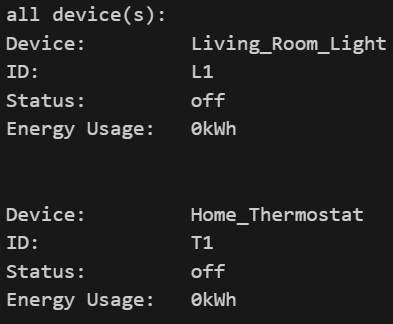 all device(s):
Device: Living_Room_Light
ID: L1
Status: off
Energy Usage: 0kWh
Device: Home_Thermostat
ID: T1
Status: off
Energy Usage: 0kWh